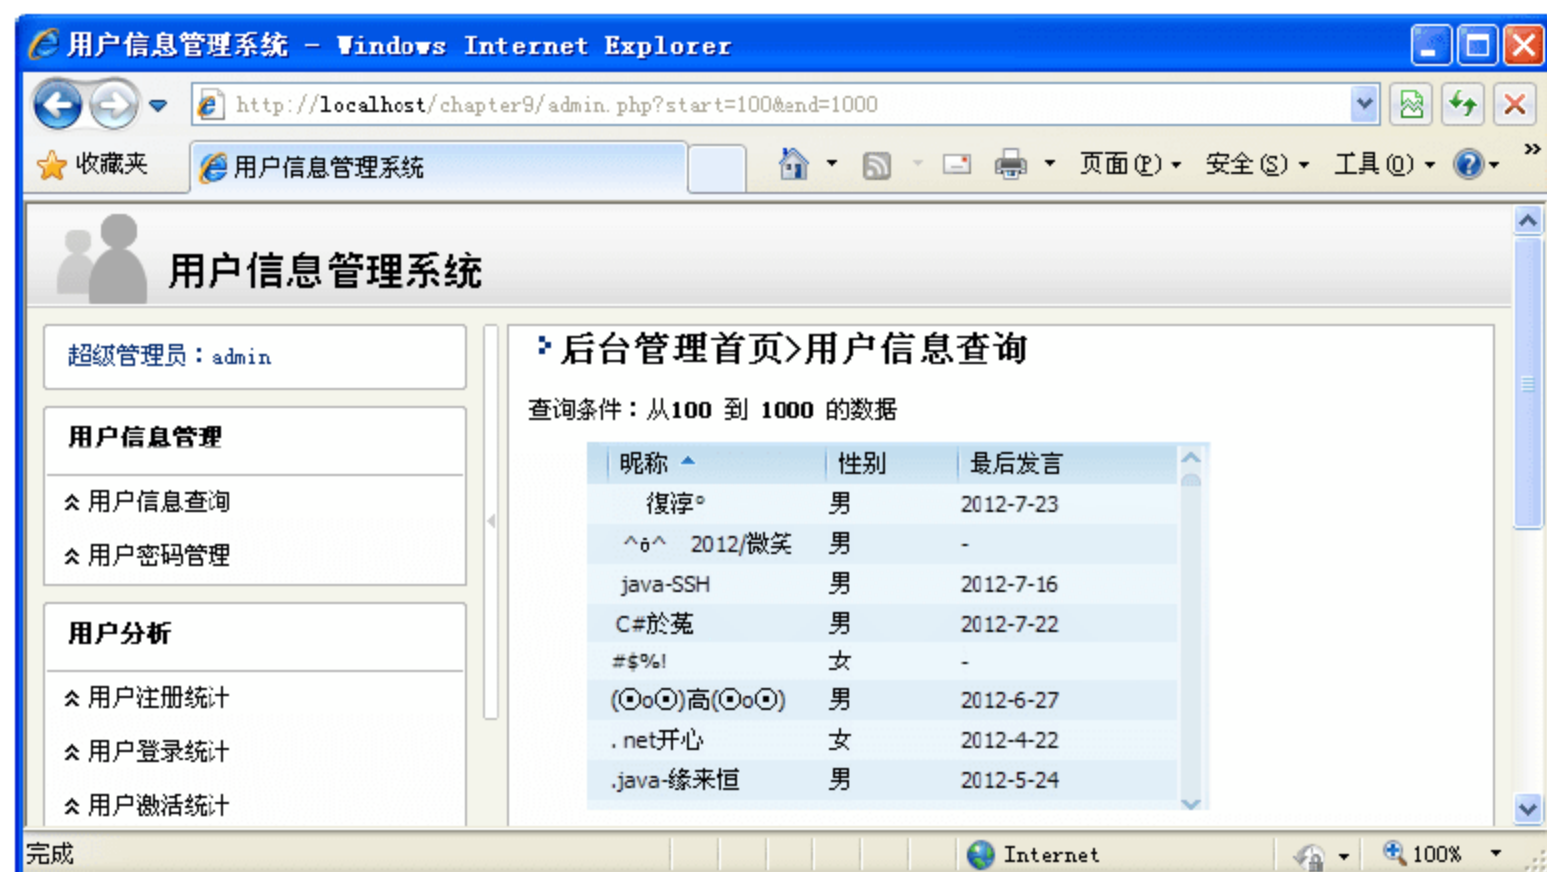 用户信息管理系统 - Windows Internet Explorer
http://localhost/chapter9/admin.php?start=100&end=1000
收藏夹 用户信息管理系统 页面(P) 安全(S) 工具(O) »
用户信息管理系统
超级管理员：admin
用户信息管理
用户信息查询
用户密码管理
用户分析
用户注册统计
用户登录统计
用户激活统计
后台管理首页>用户信息查询
查询条件：从100 到 1000 的数据
昵称 性别 最后发言
復淳° 男 2012-7-23
^ô^ 2012/微笑 男 -
java-SSH 男 2012-7-16
C#於菟 男 2012-7-22
#$%! 女 -
(⊙o⊙)高(⊙o⊙) 男 2012-6-27
. net开心 女 2012-4-22
.java-缘来恒 男 2012-5-24
完成 Internet 100%